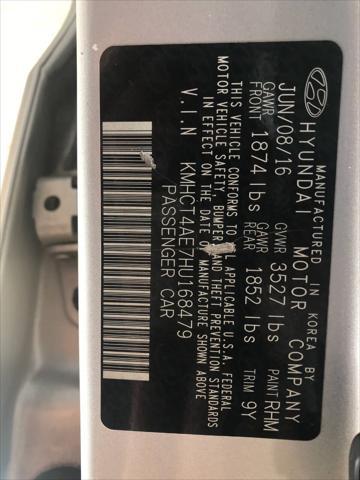 MANUFACTURED IN KOREA BY
HYUNDAI MOTOR COMPANY
JUN/08/16 GVWR 3527 lbs PAINT RHM
GAWR FRONT 1874 lbs GAWR REAR 1852 lbs TRIM 9Y
THIS VEHICLE CONFORMS TO ALL APPLICABLE U.S.A. FEDERAL
MOTOR VEHICLE SAFETY, BUMPER AND THEFT PREVENTION STANDARDS
IN EFFECT ON THE DATE OF MANUFACTURE SHOWN ABOVE
V.I.N KMHCT4AE7HU168479
PASSENGER CAR